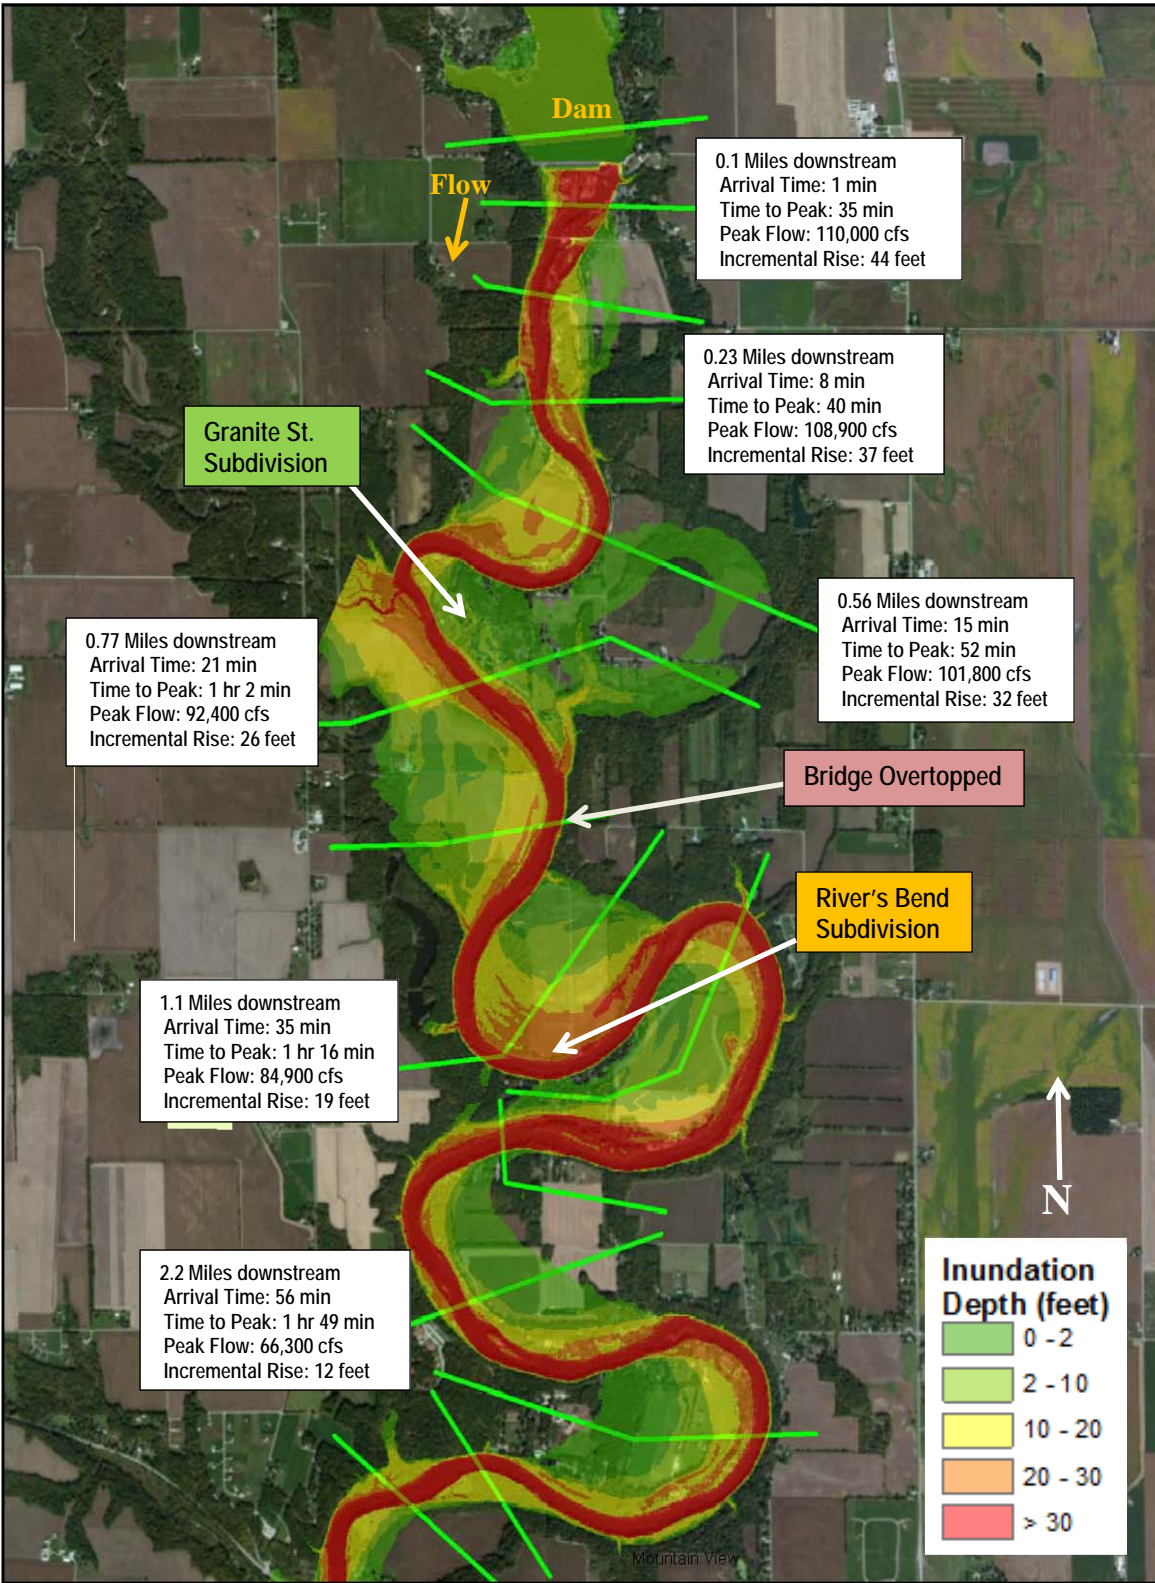 Dam
Flow
0.1 Miles downstream
Arrival Time: 1 min
Time to Peak: 35 min
Peak Flow: 110,000 cfs
Incremental Rise: 44 feet
0.23 Miles downstream
Arrival Time: 8 min
Time to Peak: 40 min
Peak Flow: 108,900 cfs
Incremental Rise: 37 feet
Granite St.
Subdivision
0.56 Miles downstream
Arrival Time: 15 min
Time to Peak: 52 min
Peak Flow: 101,800 cfs
Incremental Rise: 32 feet
0.77 Miles downstream
Arrival Time: 21 min
Time to Peak: 1 hr 2 min
Peak Flow: 92,400 cfs
Incremental Rise: 26 feet
Bridge Overtopped
River's Bend
Subdivision
1.1 Miles downstream
Arrival Time: 35 min
Time to Peak: 1 hr 16 min
Peak Flow: 84,900 cfs
Incremental Rise: 19 feet
N
2.2 Miles downstream
Arrival Time: 56 min
Time to Peak: 1 hr 49 min
Peak Flow: 66,300 cfs
Incremental Rise: 12 feet
Inundation
Depth (feet)
0 - 2
2 - 10
10 - 20
20 - 30
> 30
Mountain View